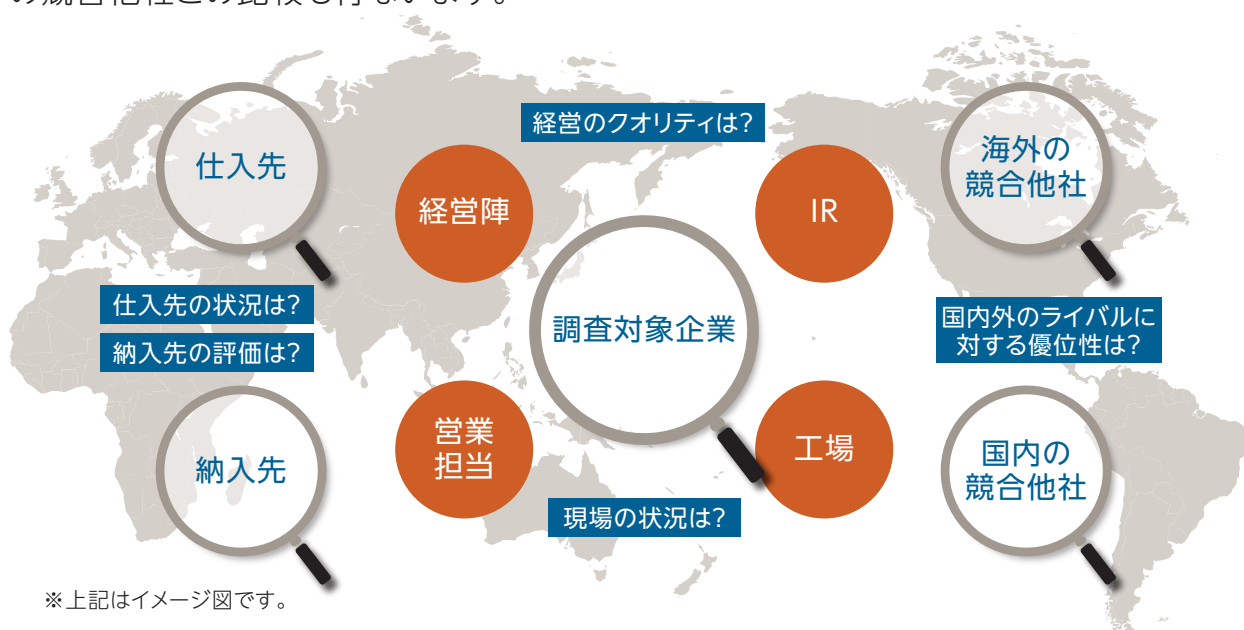 の競合他社との比較も行ないます。
経営のクオリティは?
仕入先
経営陣
IR
海外の
競合他社
仕入先の状況は?
納入先の評価は?
調査対象企業
国内外のライバルに
対する優位性は?
納入先
営業
担当
工場
国内の
競合他社
現場の状況は?
※上記はイメージ図です。